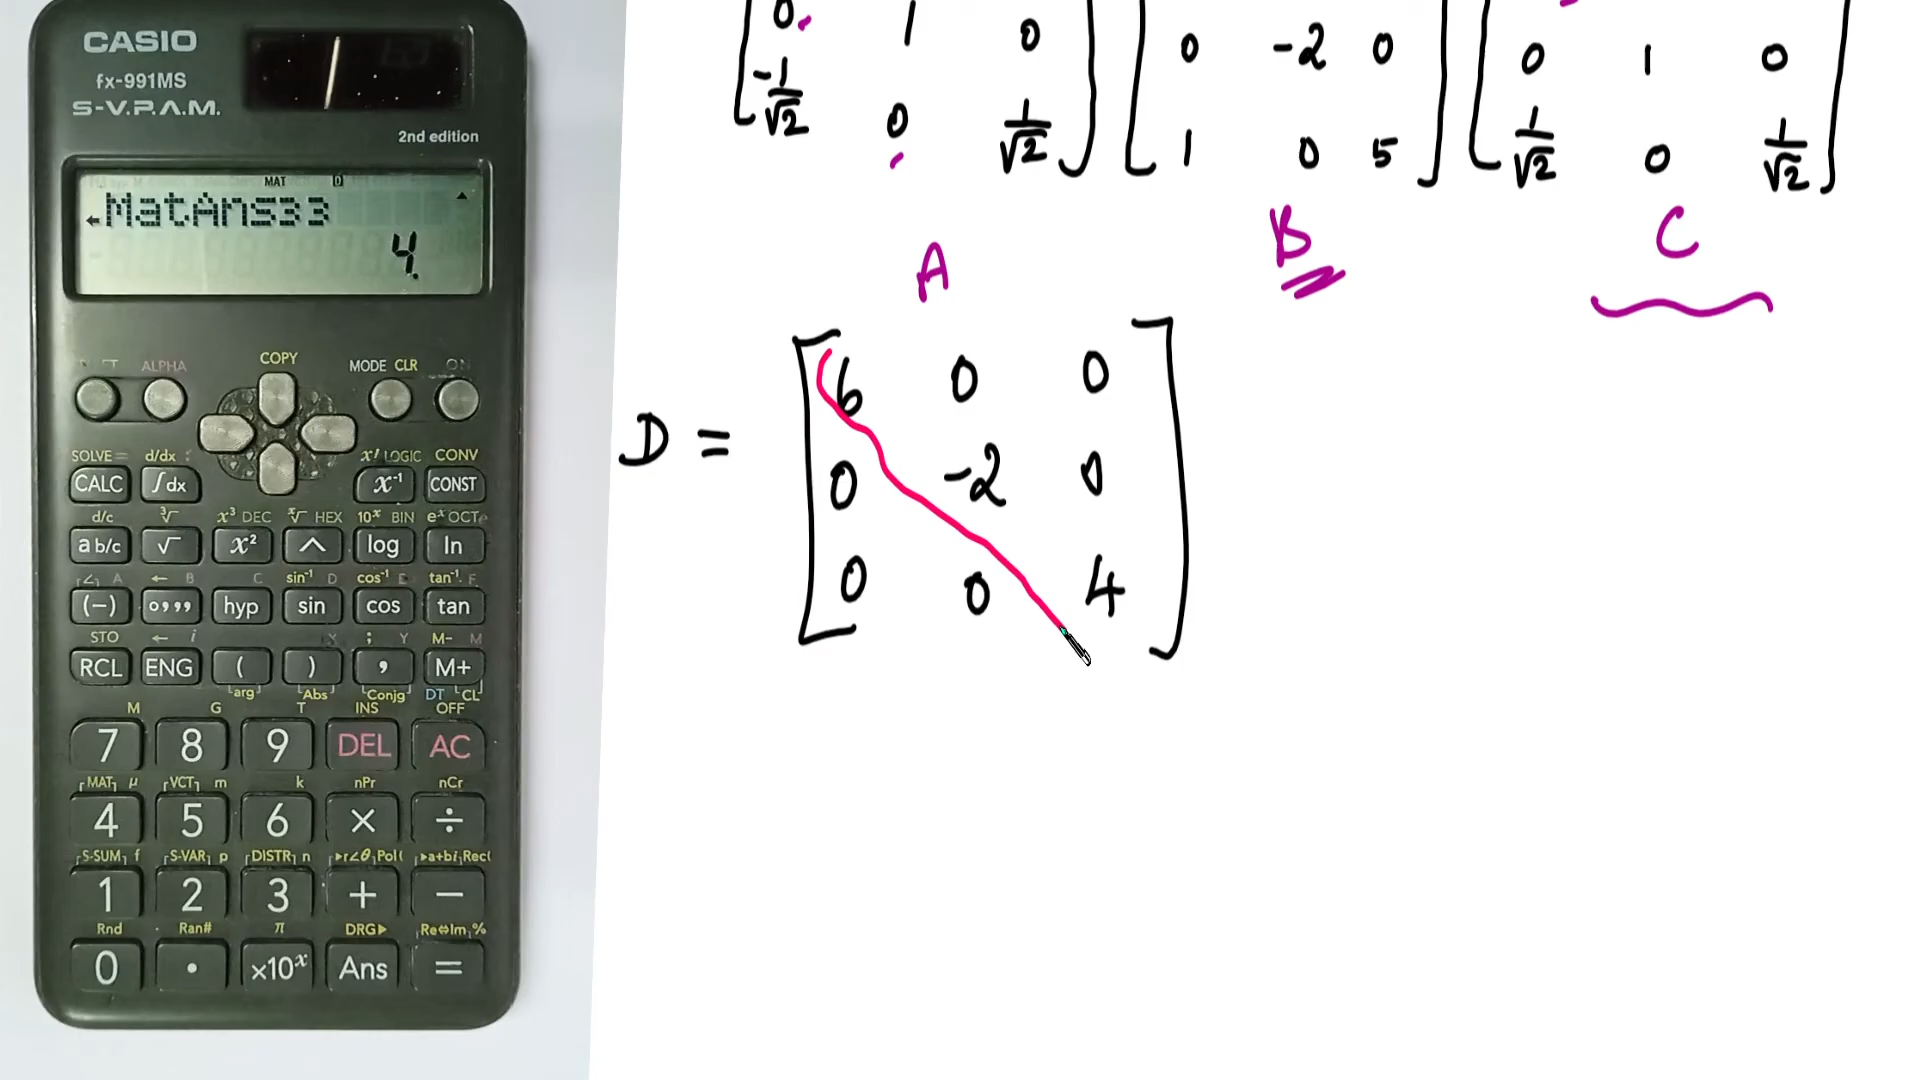 CASIO
fx-991MS
S-V.P.A.M.
2nd edition
MAT D
MatAns33
4.
COPY
ALPHA MODE CLR
SOLVE = d/dx : x! LOGIC CONV
CALC ∫dx x⁻¹ CONST
d/c ³√ x³ DEC ˣ√ HEX 10ˣ BIN eˣ OCT
a b/c √ x² ^ log ln
∠ A ← B C sin⁻¹ D cos⁻¹ E tan⁻¹ F
(−) o,,, hyp sin cos tan
STO ← i X ; Y M- M
RCL ENG ( ) , M+
arg Abs Conjg DT CL
M G T INS OFF
7 8 9 DEL AC
MAT μ VCT m k nPr nCr
4 5 6 × ÷
S-SUM f S-VAR p DISTR n ▶r∠θ Pol( ▶a+bi Rec(
1 2 3 + −
Rnd Ran# π DRG▶ Re⇔Im %
0 • ×10ˣ Ans =
0 1 0
-1/√2 0 1/√2
0 -2 0
1 0 5
0 1 0
1/√2 0 1/√2
A B C
D = [6 0 0
0 -2 0
0 0 4]